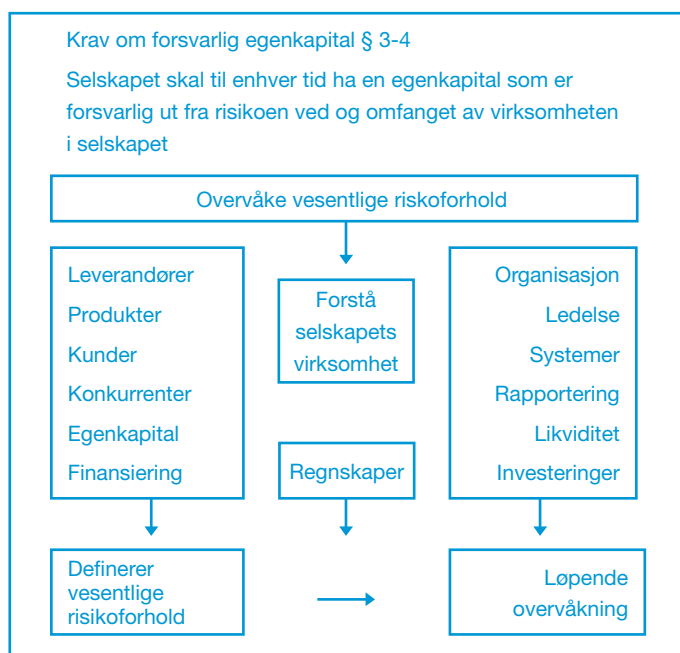 Krav om forsvarlig egenkapital § 3-4
Selskapet skal til enhver tid ha en egenkapital som er
forsvarlig ut fra risikoen ved og omfanget av virksomheten
i selskapet
Overvåke vesentlige riskoforhold
Leverandører
Produkter
Kunder
Konkurrenter
Egenkapital
Finansiering
Forstå
selskapets
virksomhet
Regnskaper
Organisasjon
Ledelse
Systemer
Rapportering
Likviditet
Investeringer
Definerer
vesentlige
risikoforhold
Løpende
overvåkning